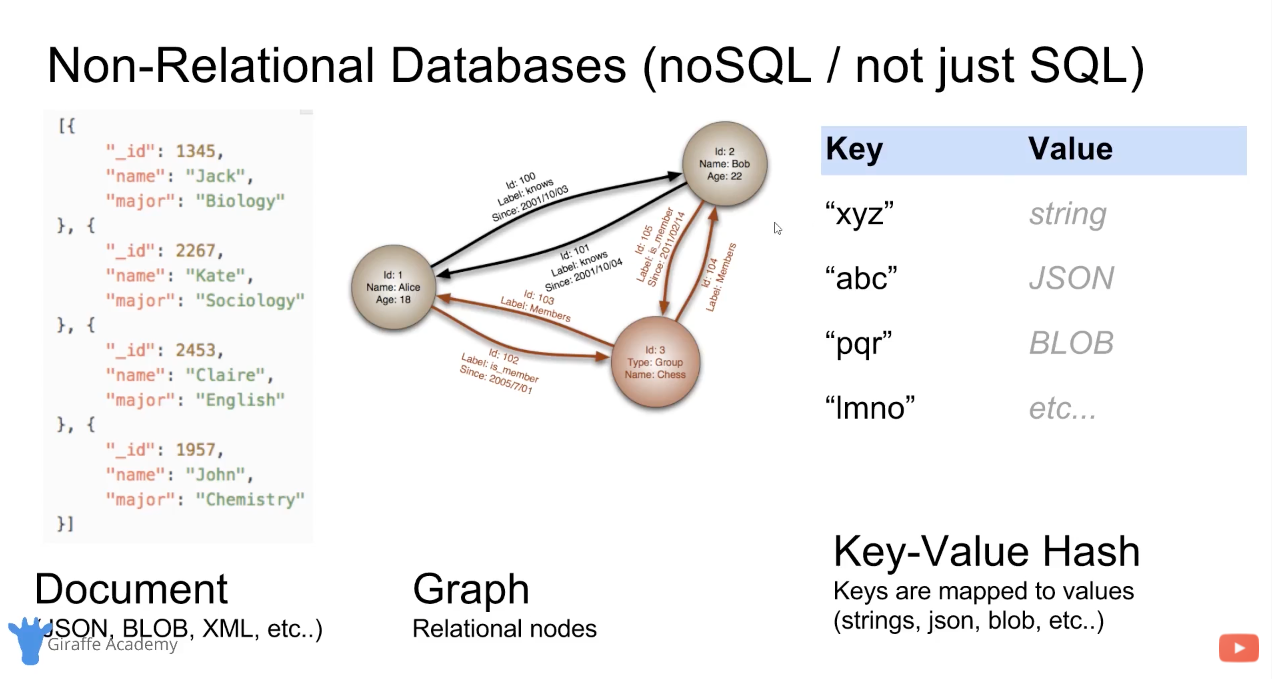 Non-Relational Databases (noSQL / not just SQL)
[{
"_id": 1345,
"name": "Jack",
"major": "Biology"
}, {
"_id": 2267,
"name": "Kate",
"major": "Sociology"
}, {
"_id": 2453,
"name": "Claire",
"major": "English"
}, {
"_id": 1957,
"name": "John",
"major": "Chemistry"
}]
Document
(JSON, BLOB, XML, etc..)
Giraffe Academy
Id: 100
Label: knows
Since: 2001/10/03
Id: 2
Name: Bob
Age: 22
Id: 101
Label: knows
Since: 2001/10/04
Id: 105
Label: is_member
Since: 2011/02/14
Id: 104
Label: Members
Id: 1
Name: Alice
Age: 18
Id: 103
Label: Members
Id: 102
Label: is_member
Since: 2005/7/01
Id: 3
Type: Group
Name: Chess
Graph
Relational nodes
Key Value
“xyz” string
“abc” JSON
“pqr” BLOB
“lmno” etc...
Key-Value Hash
Keys are mapped to values
(strings, json, blob, etc..)